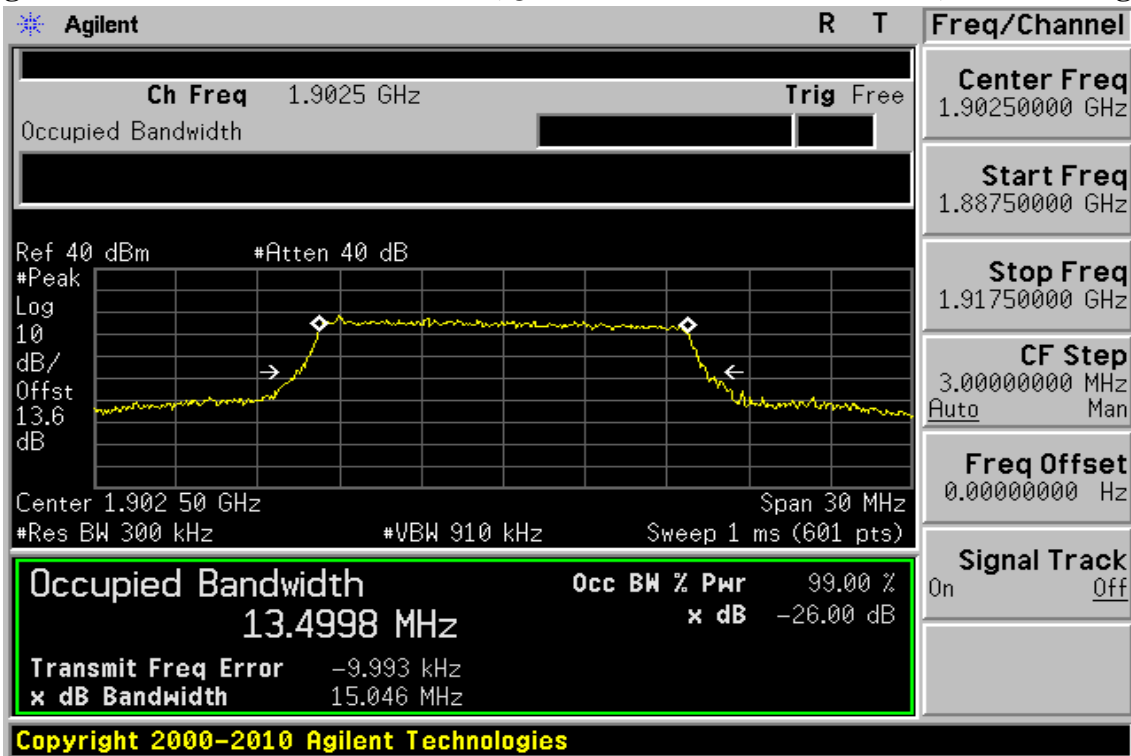 Agilent R T
Freq/Channel
Ch Freq 1.9025 GHz Trig Free
Occupied Bandwidth
Center Freq
1.90250000 GHz
Start Freq
1.88750000 GHz
Stop Freq
1.91750000 GHz
CF Step
3.00000000 MHz
Auto Man
Freq Offset
0.00000000 Hz
Signal Track
On Off
Ref 40 dBm #Atten 40 dB
#Peak
Log
10
dB/
Offst
13.6
dB
Center 1.902 50 GHz Span 30 MHz
#Res BW 300 kHz #VBW 910 kHz Sweep 1 ms (601 pts)
Occupied Bandwidth Occ BW % Pwr 99.00 %
13.4998 MHz x dB -26.00 dB
Transmit Freq Error -9.993 kHz
x dB Bandwidth 15.046 MHz
Copyright 2000-2010 Agilent Technologies